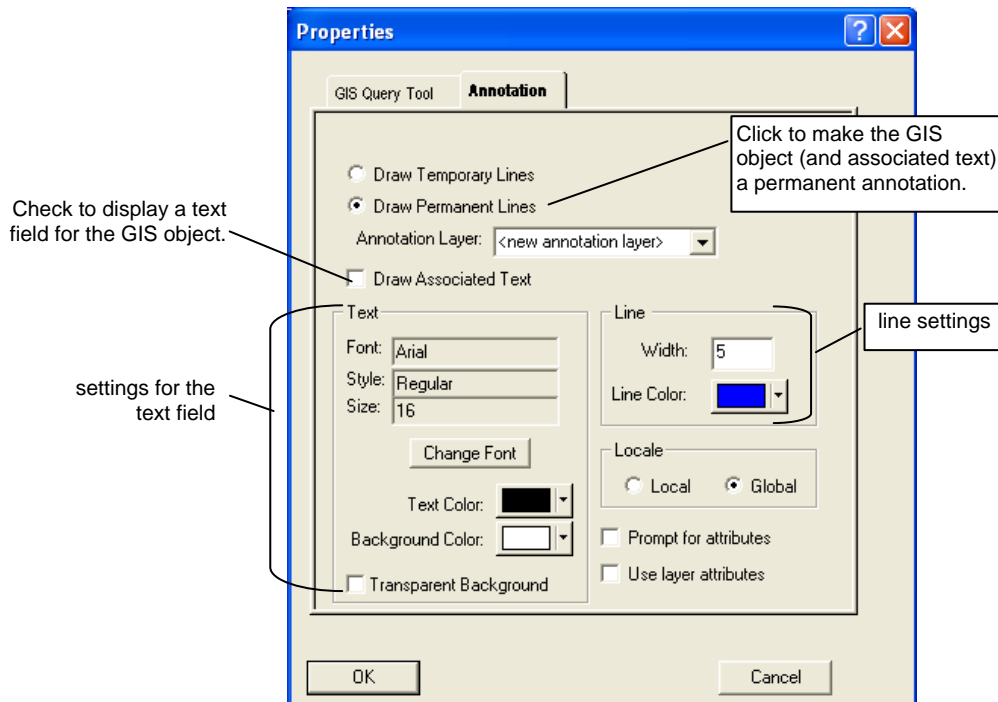 Properties
GIS Query Tool
Annotation
Click to make the GIS
object (and associated text)
a permanent annotation.
Draw Temporary Lines
Draw Permanent Lines
Check to display a text
field for the GIS object.
Annotation Layer: <new annotation layer>
Draw Associated Text
Text
Font: Arial
Style: Regular
Size: 16
Change Font
Text Color:
Background Color:
Transparent Background
settings for the
text field
Line
Width: 5
Line Color:
line settings
Locale
Local
Global
Prompt for attributes
Use layer attributes
OK
Cancel